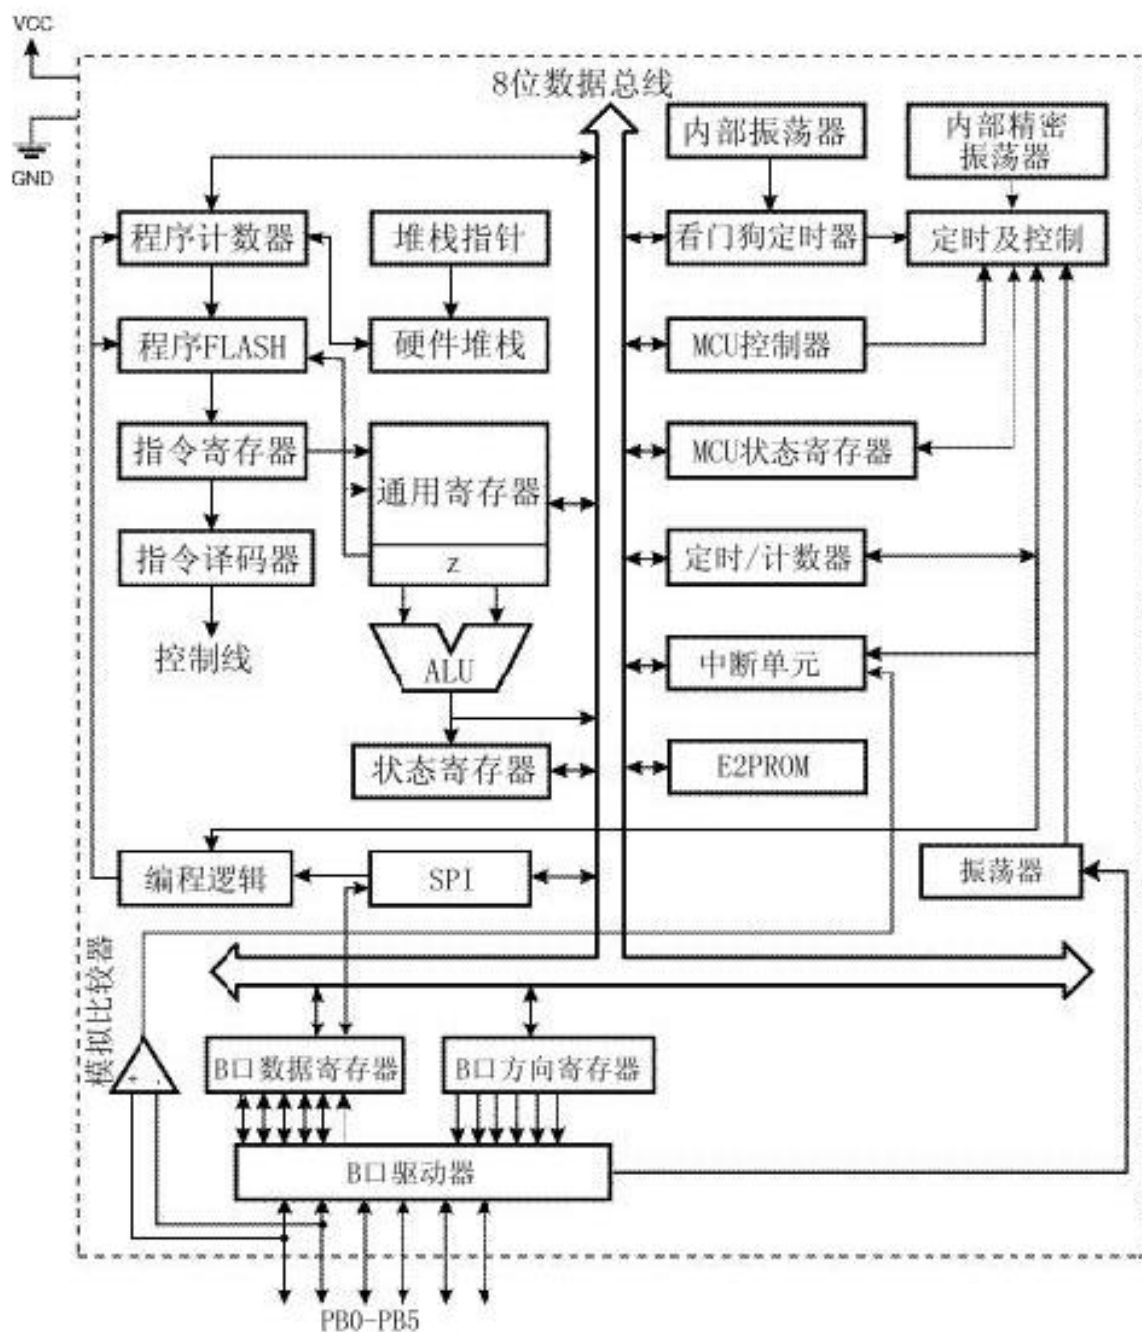 VCC
GND
8位数据总线
内部振荡器
内部精密
振荡器
程序计数器
堆栈指针
看门狗定时器
定时及控制
程序FLASH
硬件堆栈
MCU控制器
指令寄存器
通用寄存器
MCU状态寄存器
指令译码器
Z
定时/计数器
控制线
ALU
中断单元
状态寄存器
E2PROM
编程逻辑
SPI
振荡器
模拟比较器
+ -
B口数据寄存器
B口方向寄存器
B口驱动器
PB0-PB5